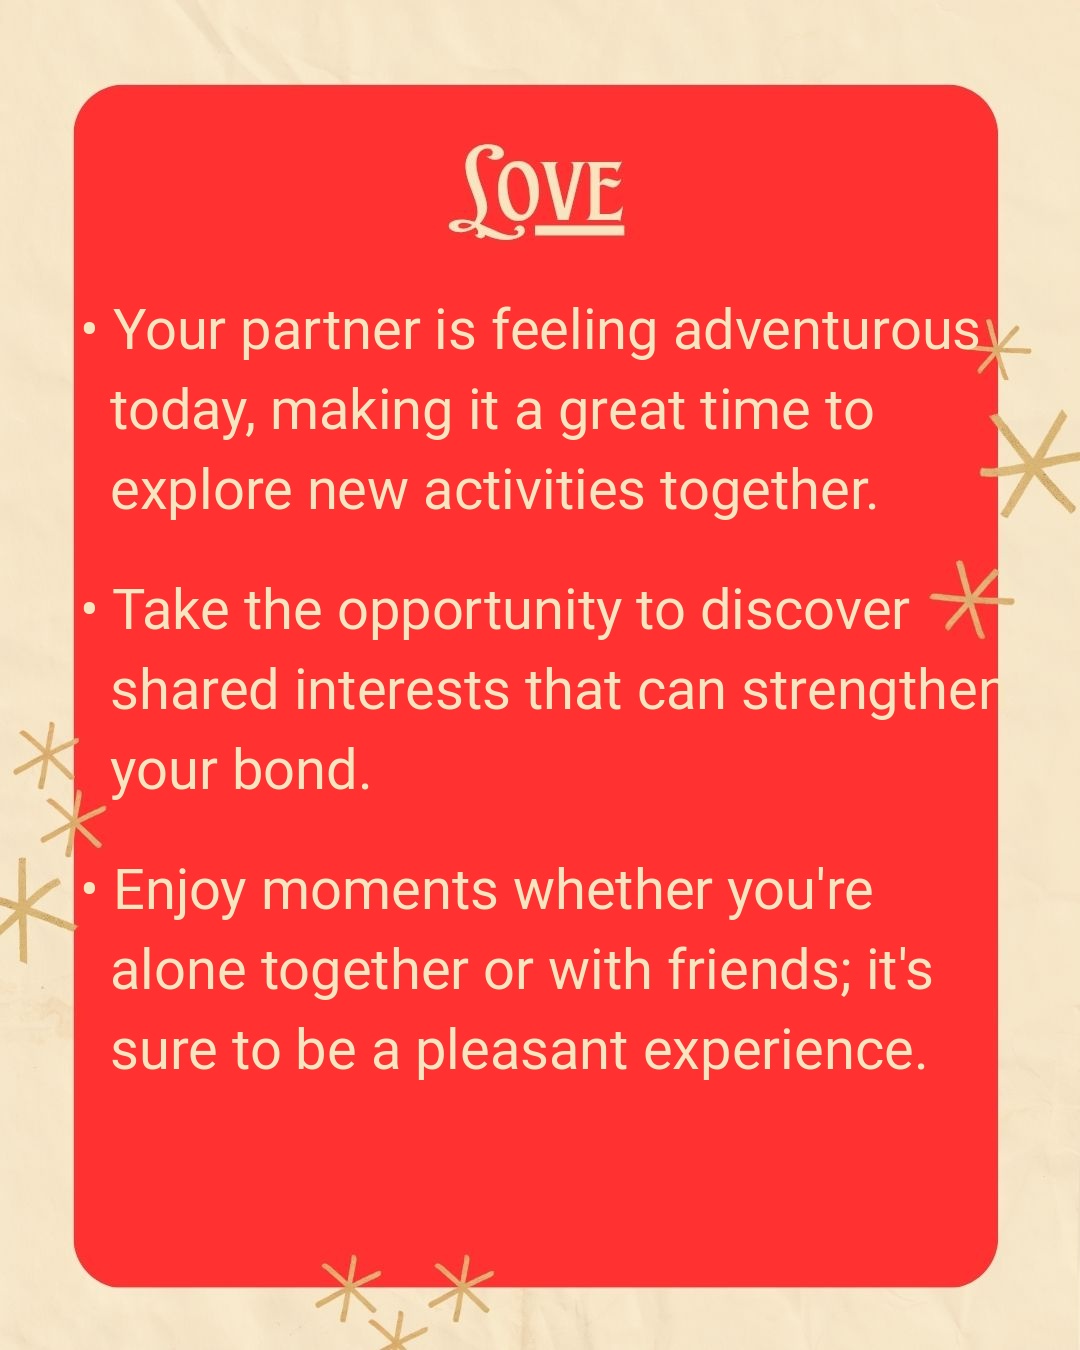 Love
• Your partner is feeling adventurous
today, making it a great time to
explore new activities together.
• Take the opportunity to discover
shared interests that can strengthen
your bond.
• Enjoy moments whether you're
alone together or with friends; it's
sure to be a pleasant experience.